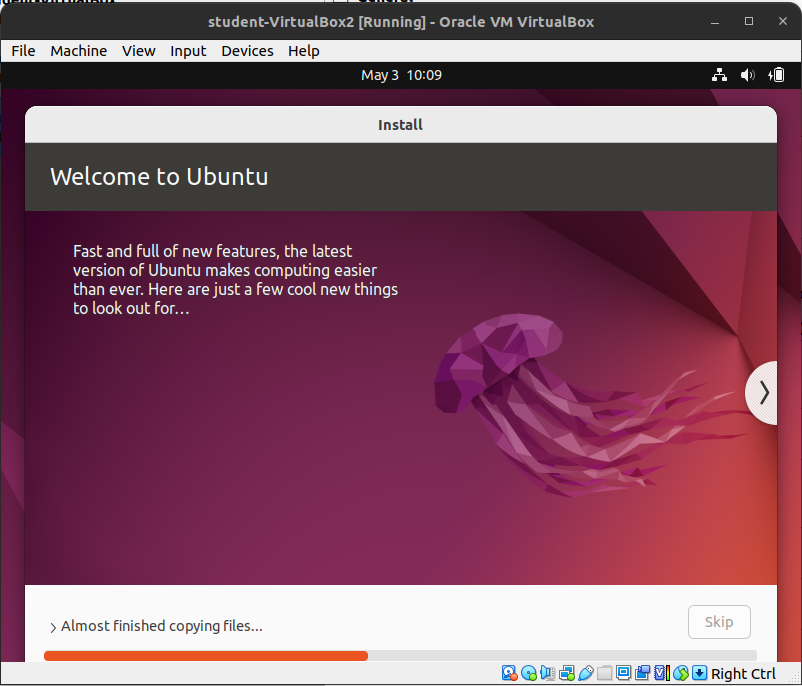 student-VirtualBox2 [Running] - Oracle VM VirtualBox
File Machine View Input Devices Help
May 3 10:09
Install
Welcome to Ubuntu
Fast and full of new features, the latest
version of Ubuntu makes computing easier
than ever. Here are just a few cool new things
to look out for...
Almost finished copying files...
Skip
Right Ctrl